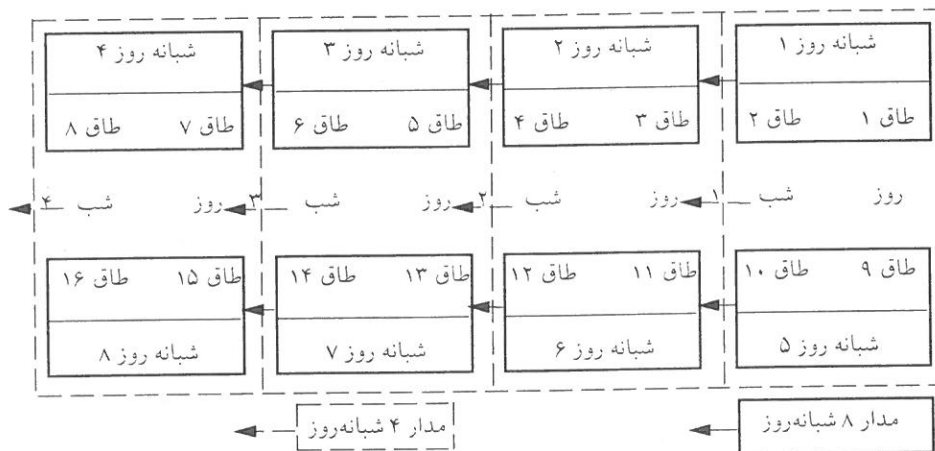 شبانه روز ۱ شبانه روز ۲ شبانه روز ۳ شبانه روز ۴
طاق ۱ طاق ۲ طاق ۳ طاق ۴ طاق ۵ طاق ۶ طاق ۷ طاق ۸
روز شب ۱ روز شب ۲ روز شب ۳ روز شب ۴
طاق ۹ طاق ۱۰ طاق ۱۱ طاق ۱۲ طاق ۱۳ طاق ۱۴ طاق ۱۵ طاق ۱۶
شبانه روز ۵ شبانه روز ۶ شبانه روز ۷ شبانه روز ۸
مدار ۸ شبانه‌روز مدار ۴ شبانه‌روز